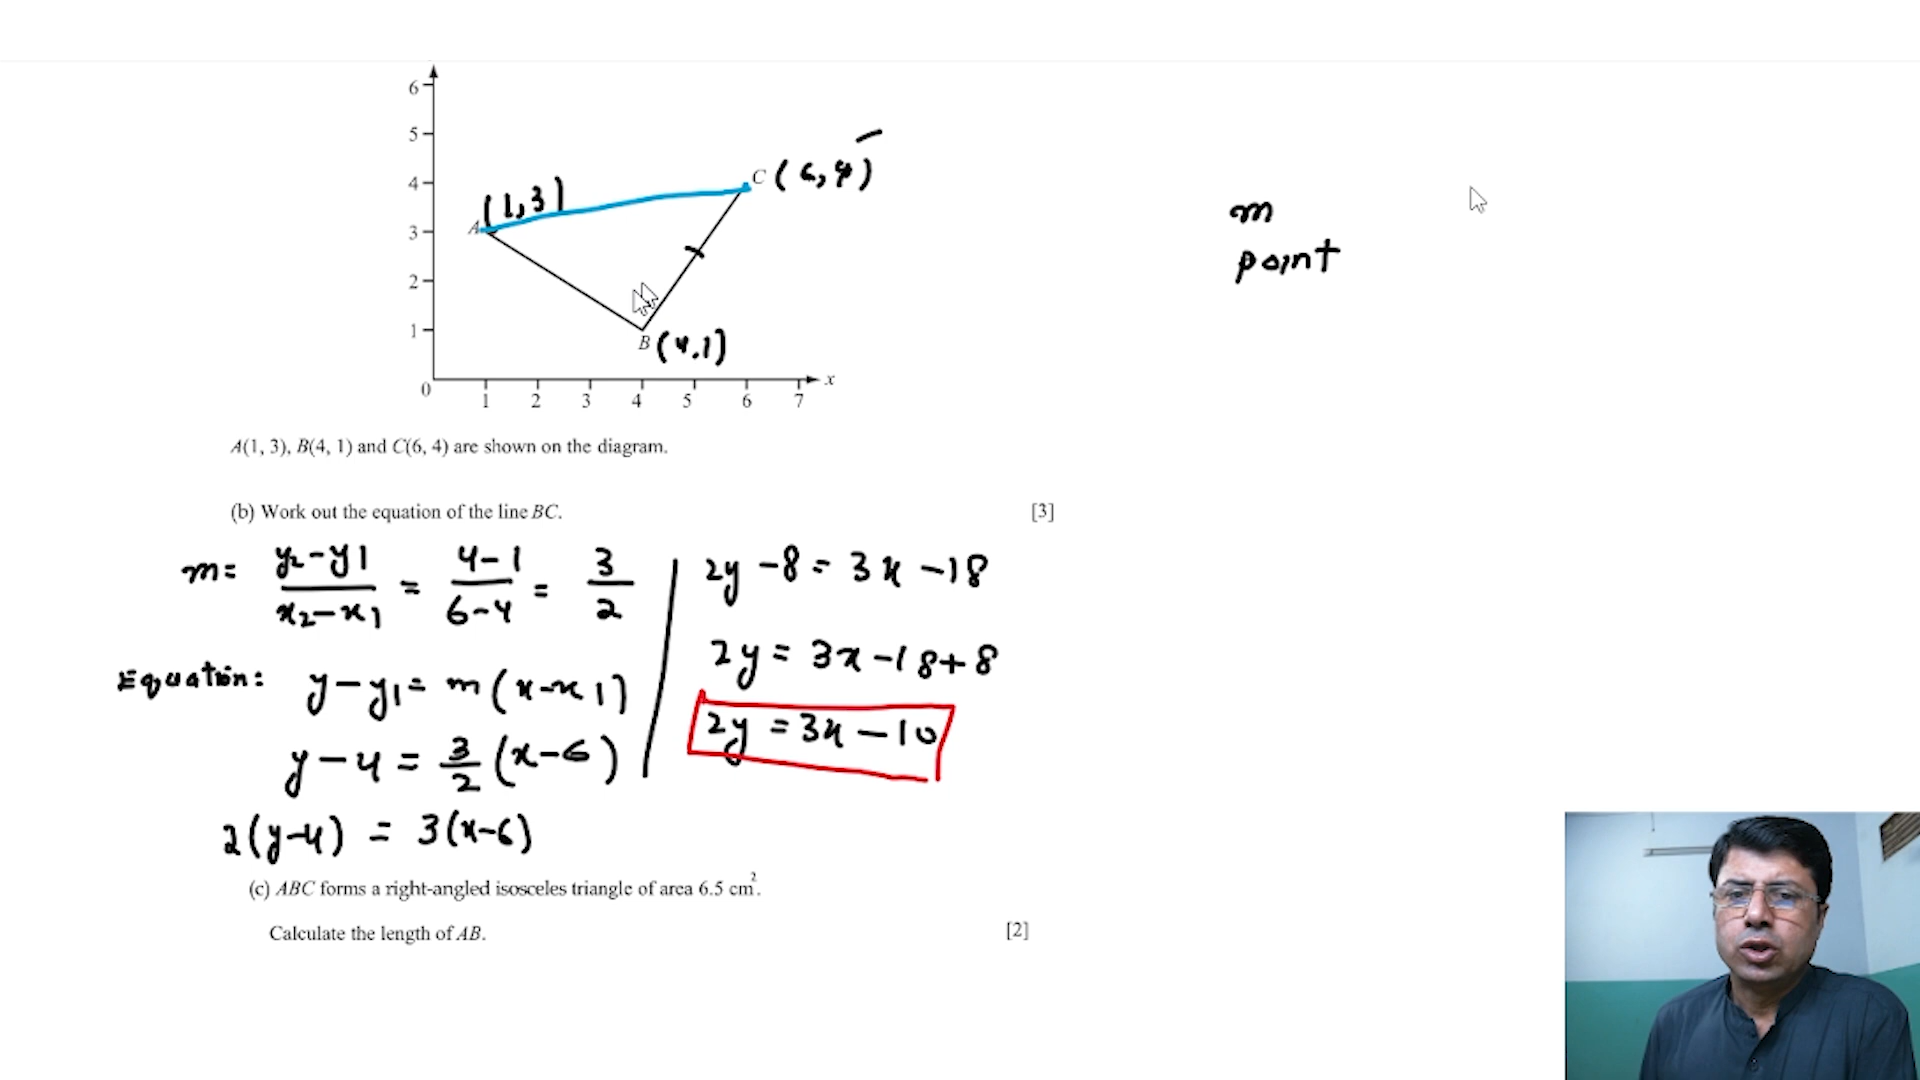 6
5
C (6,4)
4
(1,3)
A
3
2
1
B (4,1)
0
1 2 3 4 5 6 7
x
m
point
A(1, 3), B(4, 1) and C(6, 4) are shown on the diagram.
(b) Work out the equation of the line BC. [3]
m= y₂-y1/x₂-x1 = 4-1/6-4 = 3/2
Equation: y-y1= m(x-x1)
y-4 = 3/2 (x-6)
2(y-4) = 3(x-6)
2y -8 = 3x -18
2y = 3x -18+8
2y = 3x - 10
(c) ABC forms a right-angled isosceles triangle of area 6.5 cm².
Calculate the length of AB. [2]